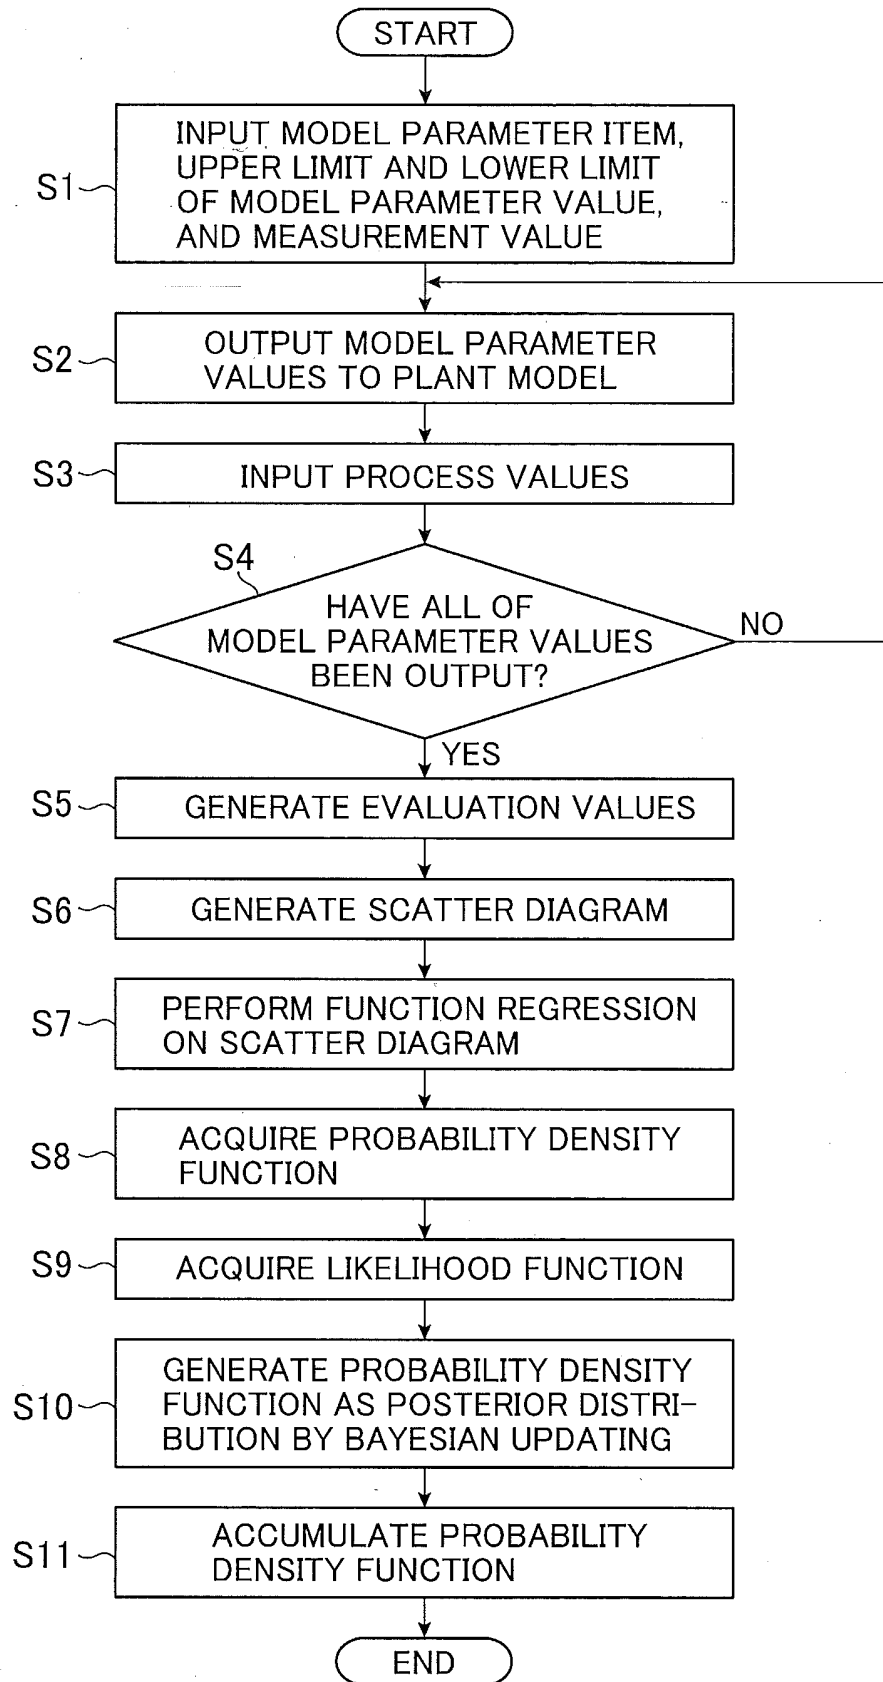 START
S1
INPUT MODEL PARAMETER ITEM,
UPPER LIMIT AND LOWER LIMIT
OF MODEL PARAMETER VALUE,
AND MEASUREMENT VALUE
S2
OUTPUT MODEL PARAMETER
VALUES TO PLANT MODEL
S3
INPUT PROCESS VALUES
S4
HAVE ALL OF
MODEL PARAMETER VALUES
BEEN OUTPUT?
NO
YES
S5
GENERATE EVALUATION VALUES
S6
GENERATE SCATTER DIAGRAM
S7
PERFORM FUNCTION REGRESSION
ON SCATTER DIAGRAM
S8
ACQUIRE PROBABILITY DENSITY
FUNCTION
S9
ACQUIRE LIKELIHOOD FUNCTION
S10
GENERATE PROBABILITY DENSITY
FUNCTION AS POSTERIOR DISTRI-
BUTION BY BAYESIAN UPDATING
S11
ACCUMULATE PROBABILITY
DENSITY FUNCTION
END